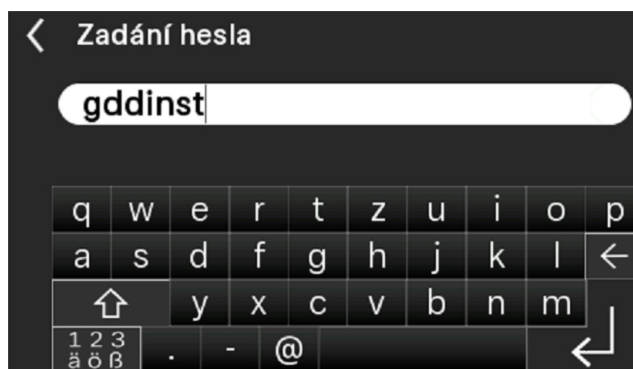 Zadání hesla
gddinst
q w e r t z u i o p
a s d f g h j k l
y x c v b n m
1 2 3 . - @
ä ö ß